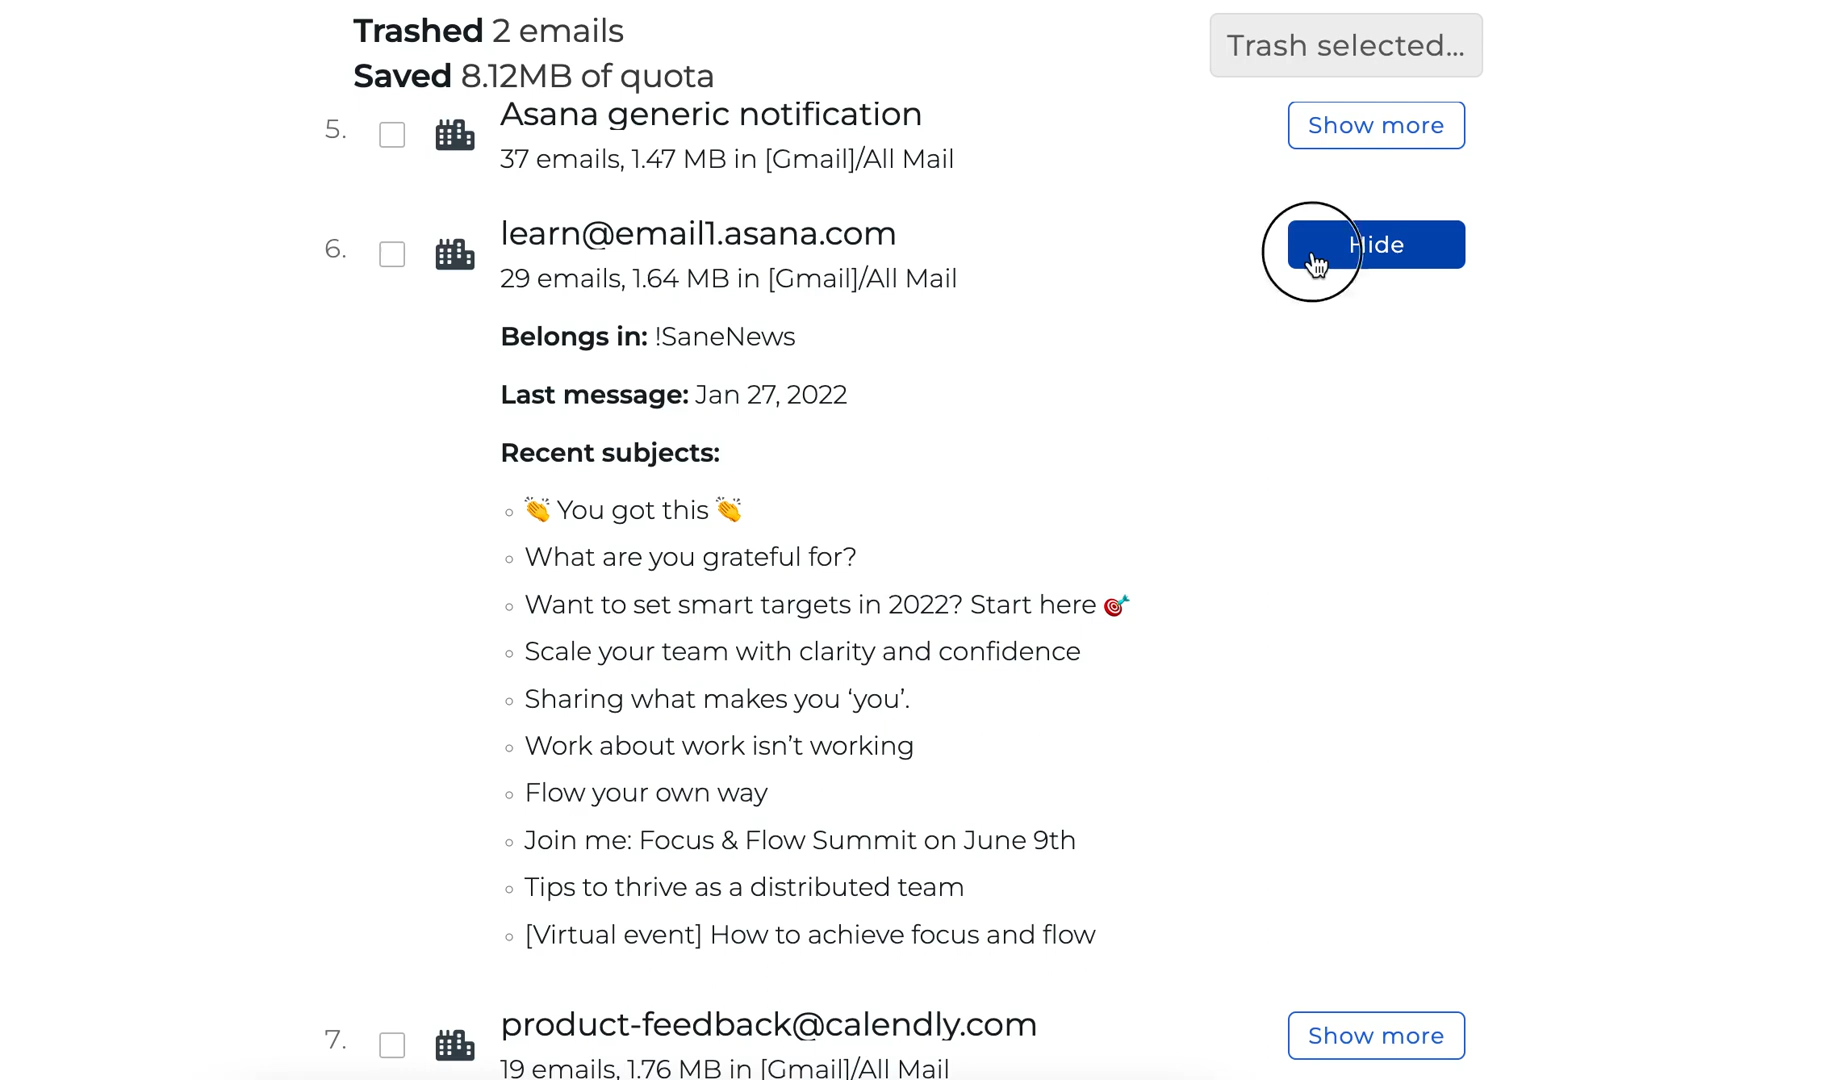 Trashed 2 emails
Saved 8.12MB of quota
Trash selected...
5.
Asana generic notification
37 emails, 1.47 MB in [Gmail]/All Mail
Show more
6.
learn@email1.asana.com
29 emails, 1.64 MB in [Gmail]/All Mail
Hide
Belongs in: !SaneNews
Last message: Jan 27, 2022
Recent subjects:
👏 You got this 👏
What are you grateful for?
Want to set smart targets in 2022? Start here 🎯
Scale your team with clarity and confidence
Sharing what makes you ‘you’.
Work about work isn’t working
Flow your own way
Join me: Focus & Flow Summit on June 9th
Tips to thrive as a distributed team
[Virtual event] How to achieve focus and flow
7.
product-feedback@calendly.com
19 emails, 1.76 MB in [Gmail]/All Mail
Show more